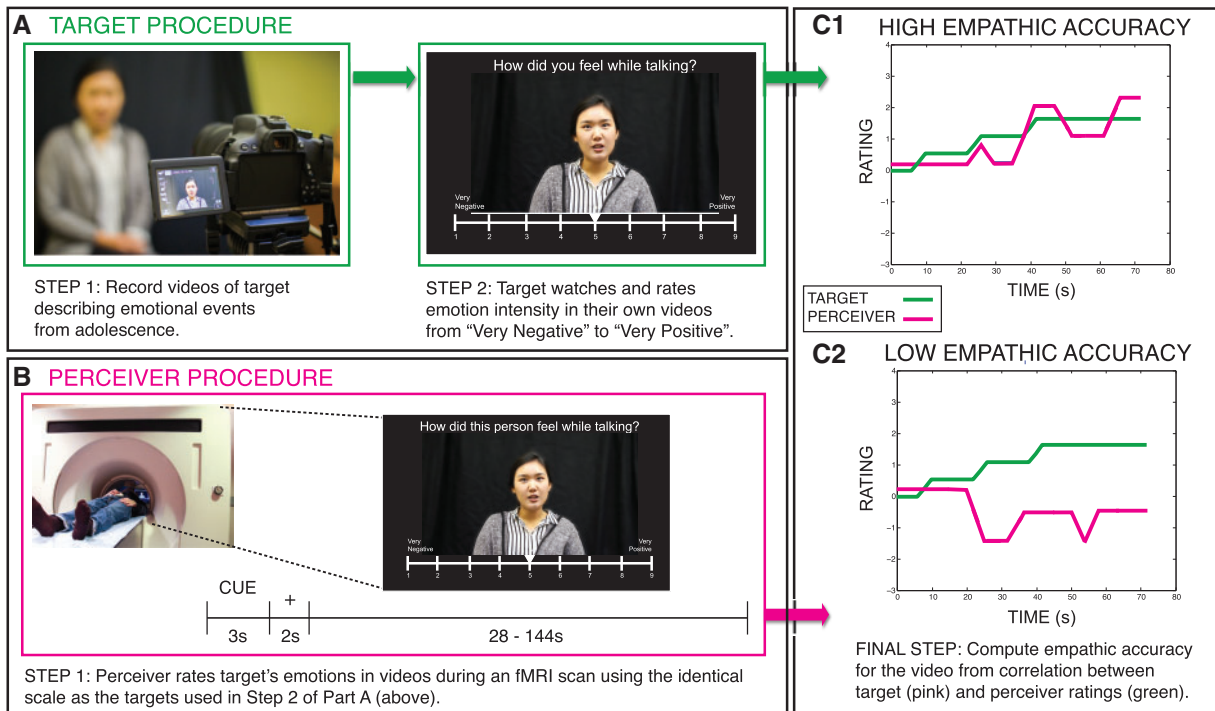 A TARGET PROCEDURE
How did you feel while talking?
Very
Negative
Very
Positive
1 2 3 4 5 6 7 8 9
STEP 1: Record videos of target
describing emotional events
from adolescence.
STEP 2: Target watches and rates
emotion intensity in their own videos
from “Very Negative” to “Very Positive”.
B PERCEIVER PROCEDURE
How did this person feel while talking?
Very
Negative
Very
Positive
1 2 3 4 5 6 7 8 9
CUE
+
3s 2s 28 - 144s
STEP 1: Perceiver rates target’s emotions in videos during an fMRI scan using the identical
scale as the targets used in Step 2 of Part A (above).
C1 HIGH EMPATHIC ACCURACY
RATING
4
3
2
1
0
−1
−2
−3
0 10 20 30 40 50 60 70 80
TIME (s)
TARGET
PERCEIVER
C2 LOW EMPATHIC ACCURACY
RATING
4
3
2
1
0
−1
−2
−3
0 10 20 30 40 50 60 70 80
TIME (s)
FINAL STEP: Compute empathic accuracy
for the video from correlation between
target (pink) and perceiver ratings (green).